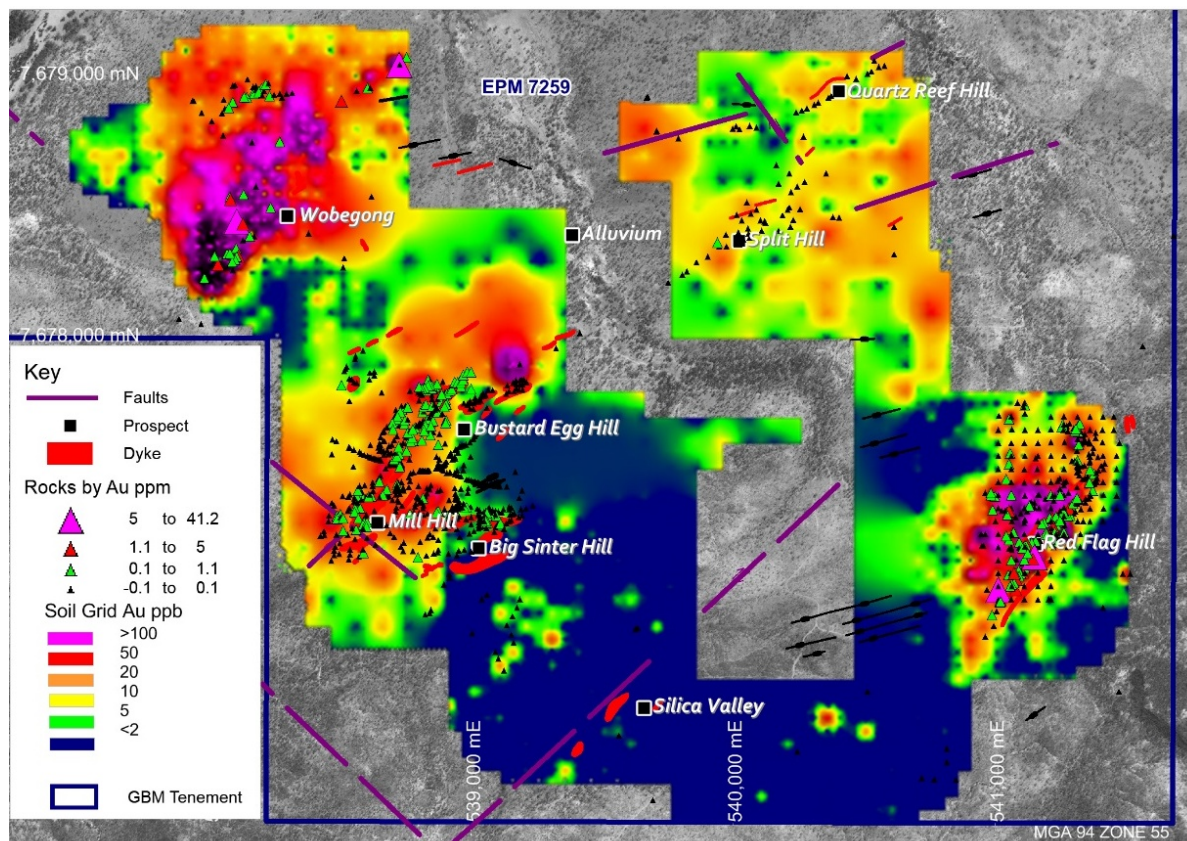 7,679,000 mN
EPM 7259
Quartz Reef Hill
Wobegong
Alluvium
Split Hill
7,678,000 mN
Key
Faults
Prospect
Dyke
Rocks by Au ppm
5 to 41.2
1.1 to 5
0.1 to 1.1
-0.1 to 0.1
Soil Grid Au ppb
>100
50
20
10
5
<2
GBM Tenement
Bustard Egg Hill
Mill Hill
Big Sinter Hill
Red Flag Hill
Silica Valley
539,000 mE
540,000 mE
541,000 mE
MGA 94 ZONE 55